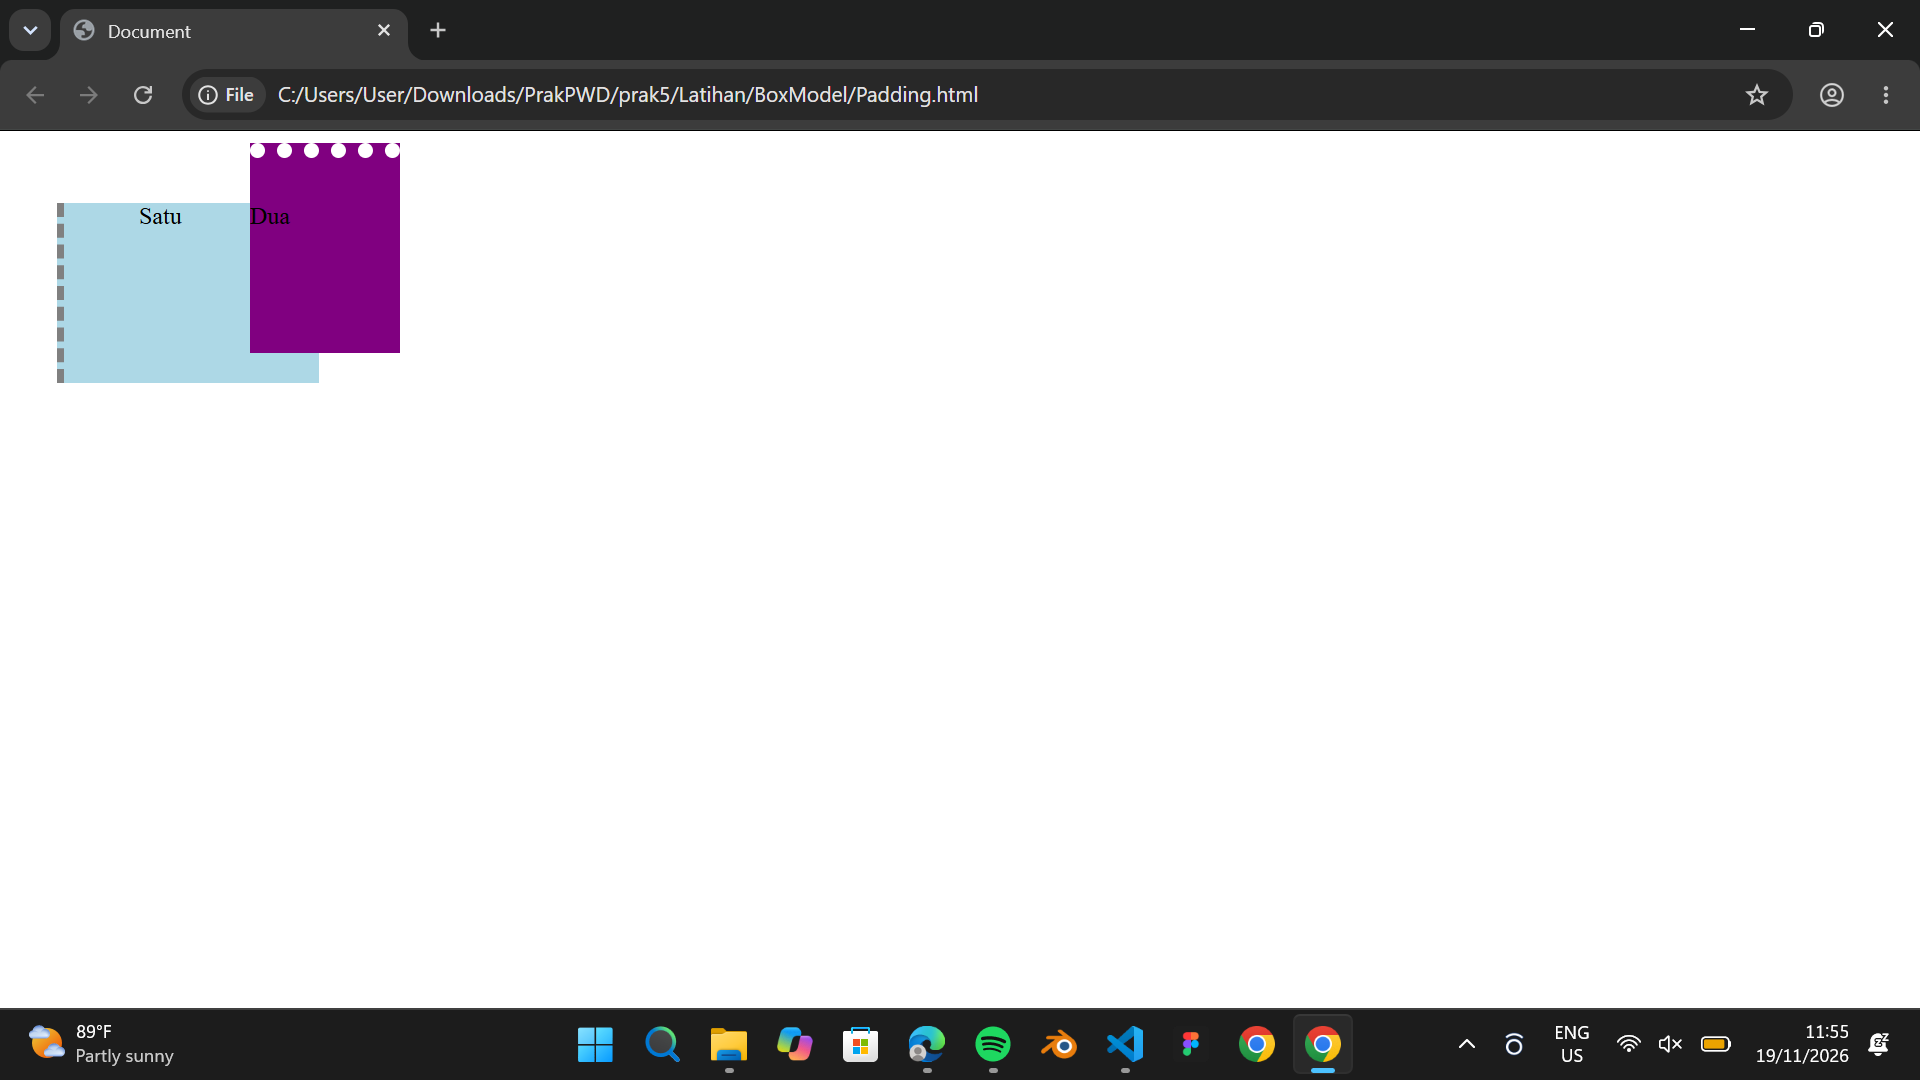 Document
File
C:/Users/User/Downloads/PrakPWD/prak5/Latihan/BoxModel/Padding.html
Satu
Dua
89°F
Partly sunny
ENG
US
11:55
19/11/2026